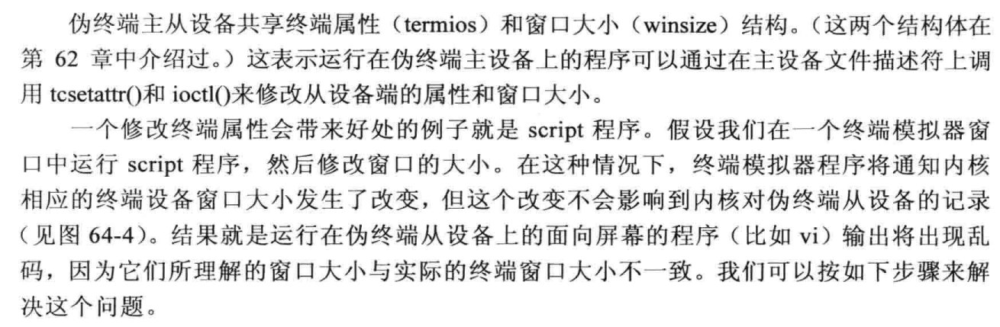 伪终端主从设备共享终端属性（termios）和窗口大小（winsize）结构。（这两个结构体在
第 62 章中介绍过。）这表示运行在伪终端主设备上的程序可以通过在主设备文件描述符上调
用 tcsetattr()和 ioctl()来修改从设备端的属性和窗口大小。
一个修改终端属性会带来好处的例子就是 script 程序。假设我们在一个终端模拟器窗
口中运行 script 程序，然后修改窗口的大小。在这种情况下，终端模拟器程序将通知内核
相应的终端设备窗口大小发生了改变，但这个改变不会影响到内核对伪终端从设备的记录
（见图 64-4）。结果就是运行在伪终端从设备上的面向屏幕的程序（比如 vi）输出将出现乱
码，因为它们所理解的窗口大小与实际的终端窗口大小不一致。我们可以按如下步骤来解
决这个问题。